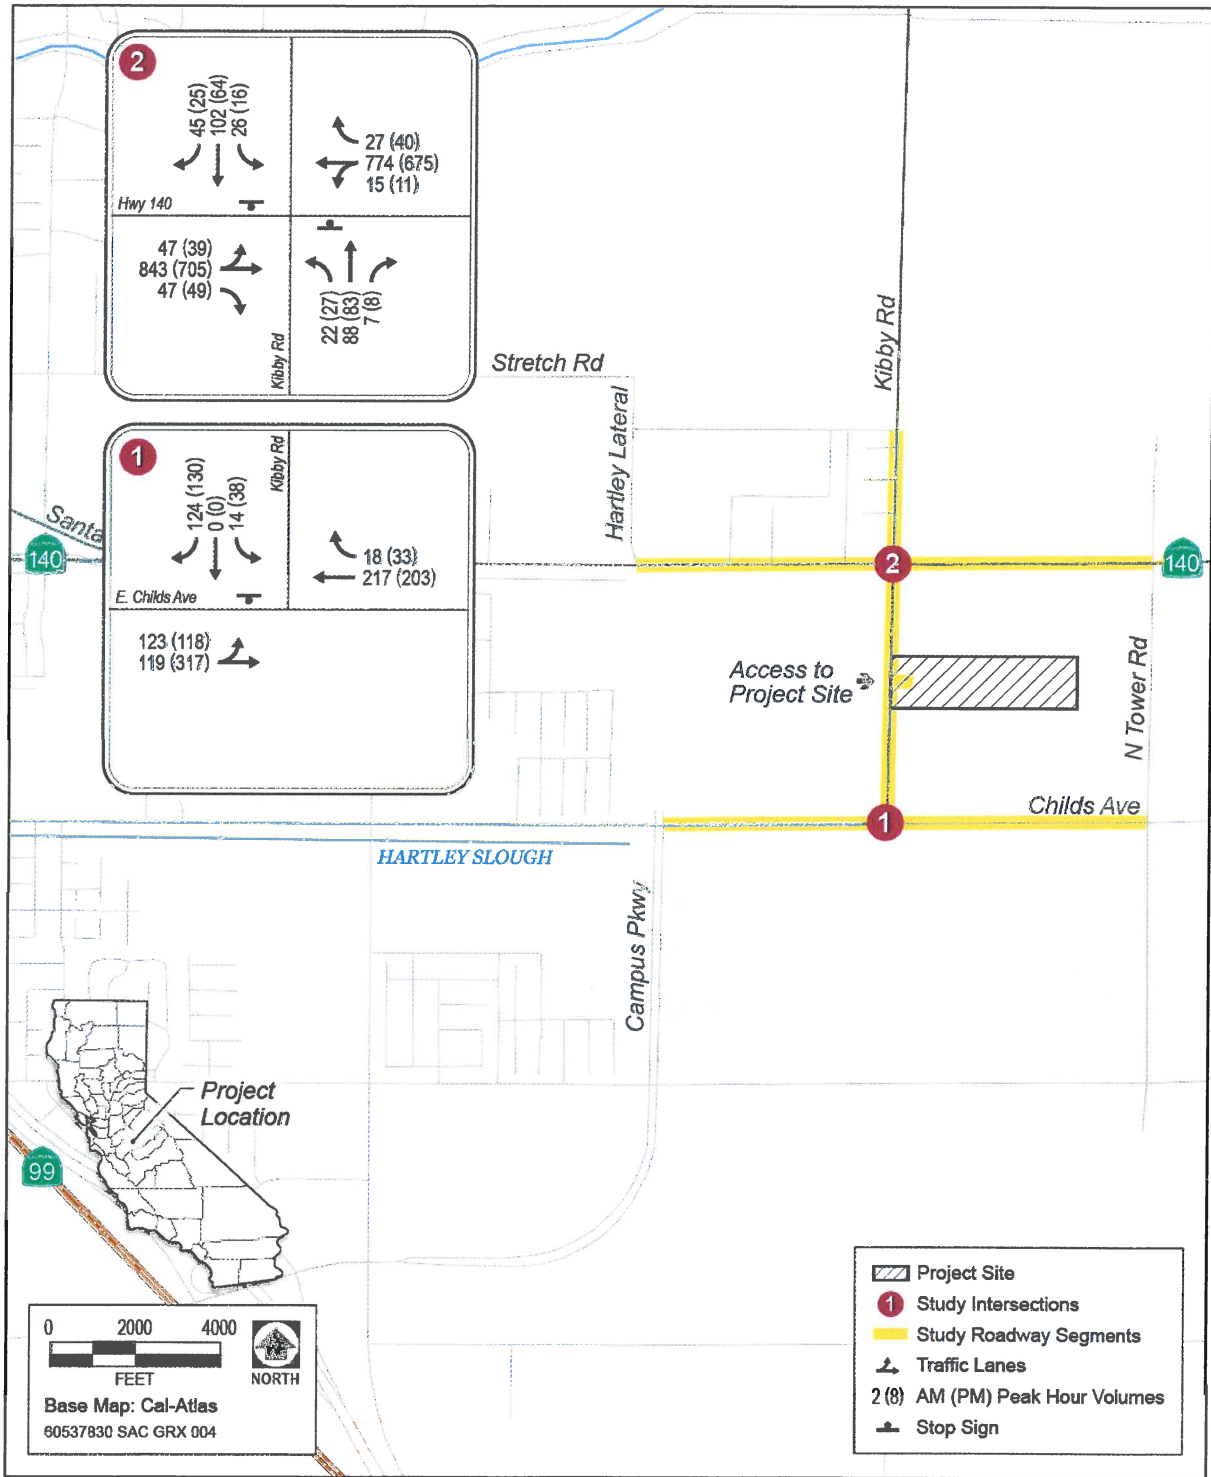 2
45 (25)
102 (64)
26 (16)
27 (40)
774 (675)
15 (11)
Hwy 140
47 (39)
843 (705)
47 (49)
22 (27)
88 (83)
7 (8)
Kibby Rd
1
Kibby Rd
124 (130)
0 (0)
14 (38)
18 (33)
217 (203)
E. Childs Ave
123 (118)
119 (317)
Stretch Rd
Hartley Lateral
Kibby Rd
Santa
140
2
140
Access to
Project Site
N Tower Rd
Childs Ave
1
HARTLEY SLOUGH
Campus Pkwy
Project
Location
99
0 2000 4000
FEET
NORTH
Base Map: Cal-Atlas
60537830 SAC GRX 004
Project Site
1 Study Intersections
Study Roadway Segments
Traffic Lanes
2 (8) AM (PM) Peak Hour Volumes
Stop Sign